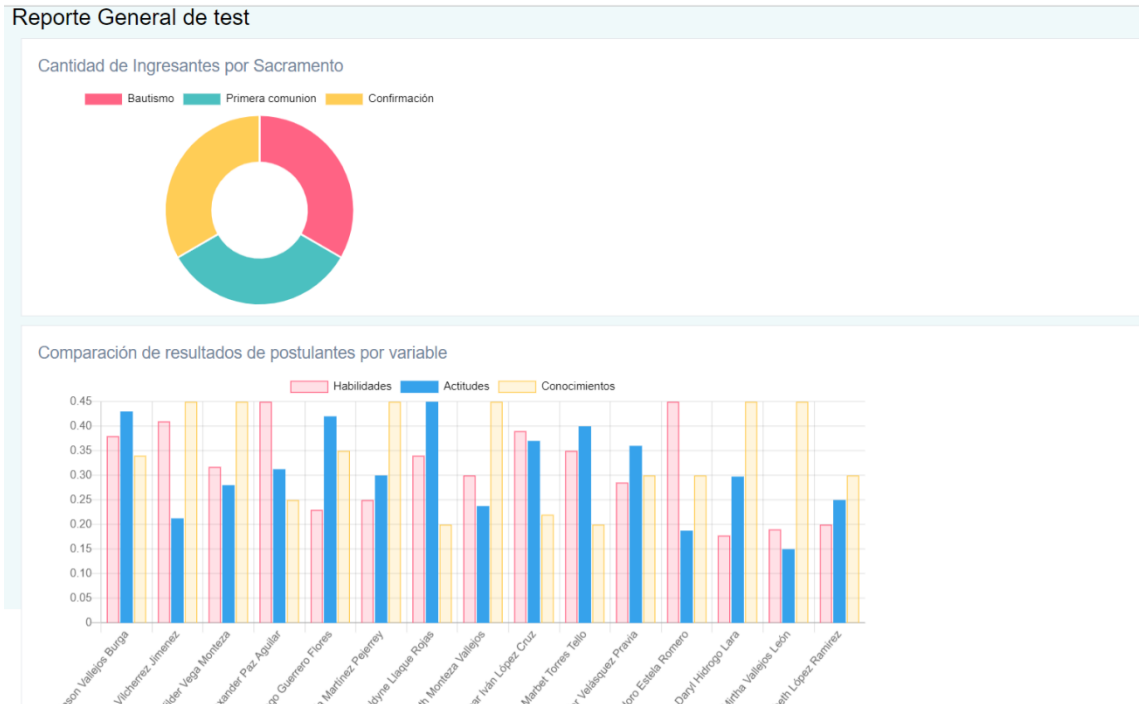 Reporte General de test
Cantidad de Ingresantes por Sacramento
Bautismo Primera comunion Confirmación
Comparación de resultados de postulantes por variable
Habilidades Actitudes Conocimientos
0.45
0.40
0.35
0.30
0.25
0.20
0.15
0.10
0.05
0
Vallejos Burga
Vilcherrez Jimenez
Vega Monteza
Paz Aguilar
Guerrero Flores
Martínez Pejerrey
Llaque Rojas
Monteza Vallejos
Iván López Cruz
Marbet Torres Tello
Velásquez Pravia
Estela Romero
Daryl Hidrogo Lara
Mirtha Vallejos León
López Ramirez